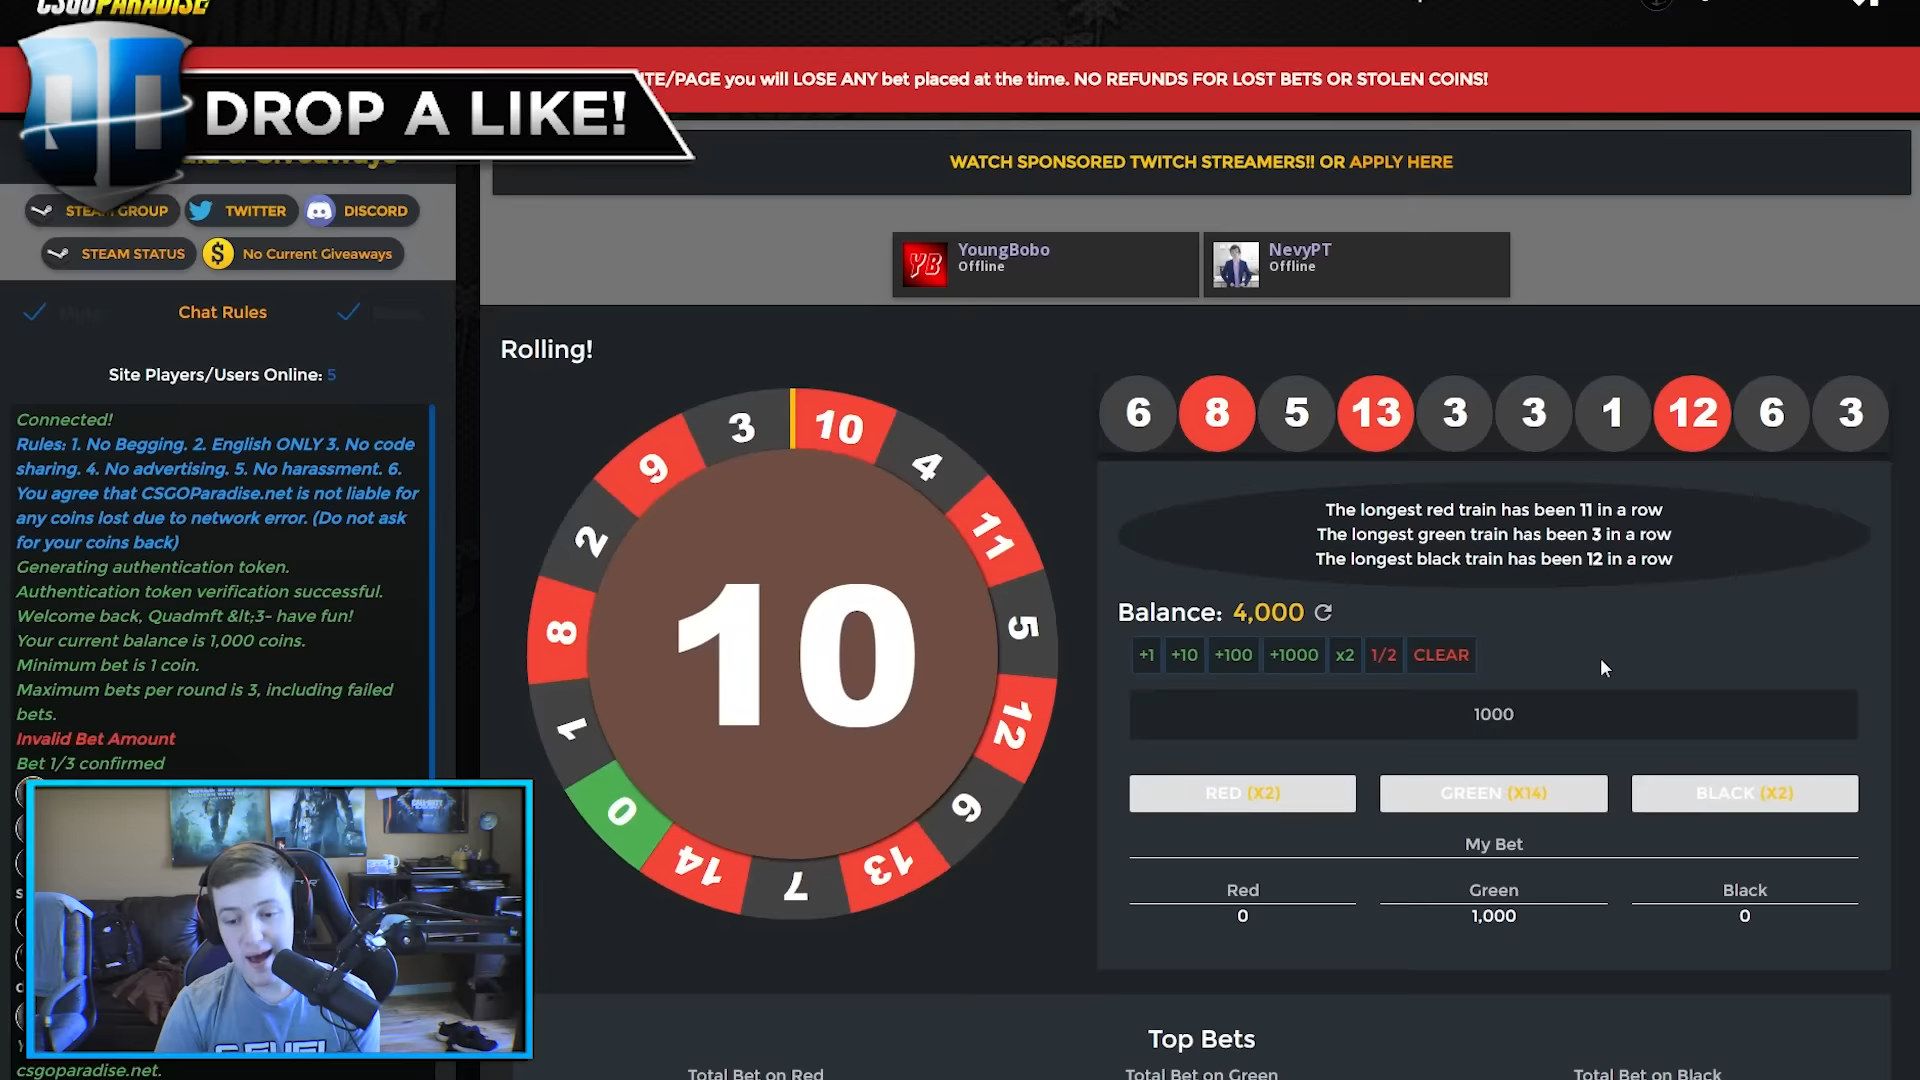 CSGOPARADISE
DROP A LIKE!
ITE/PAGE you will LOSE ANY bet placed at the time. NO REFUNDS FOR LOST BETS OR STOLEN COINS!
WATCH SPONSORED TWITCH STREAMERS!! OR APPLY HERE
STEAM GROUP
TWITTER
DISCORD
STEAM STATUS
$
No Current Giveaways
YB
YoungBobo
Offline
NevyPT
Offline
Chat Rules
Site Players/Users Online: 5
Connected!
Rules: 1. No Begging. 2. English ONLY 3. No code
sharing. 4. No advertising. 5. No harassment. 6.
You agree that CSGOParadise.net is not liable for
any coins lost due to network error. (Do not ask
for your coins back)
Generating authentication token.
Authentication token verification successful.
Welcome back, Quadmft &lt;3- have fun!
Your current balance is 1,000 coins.
Minimum bet is 1 coin.
Maximum bets per round is 3, including failed
bets.
Invalid Bet Amount
Bet 1/3 confirmed
csgoparadise.net.
Rolling!
10
4
11
5
12
6
13
7
14
0
1
8
2
9
3
10
6 8 5 13 3 3 1 12 6 3
The longest red train has been 11 in a row
The longest green train has been 3 in a row
The longest black train has been 12 in a row
Balance: 4,000
+1 +10 +100 +1000 x2 1/2 CLEAR
1000
RED (X2) GREEN (X14) BLACK (X2)
My Bet
Red Green Black
0 1,000 0
Top Bets
Total Bet on Red Total Bet on Green Total Bet on Black